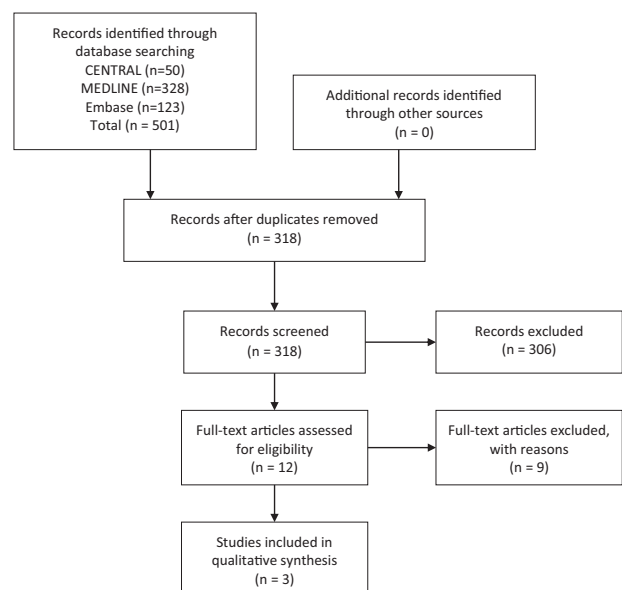 Records identified through
database searching
CENTRAL (n=50)
MEDLINE (n=328)
Embase (n=123)
Total (n = 501)
Additional records identified
through other sources
(n = 0)
Records after duplicates removed
(n = 318)
Records screened
(n = 318)
Records excluded
(n = 306)
Full-text articles assessed
for eligibility
(n = 12)
Full-text articles excluded,
with reasons
(n = 9)
Studies included in
qualitative synthesis
(n = 3)